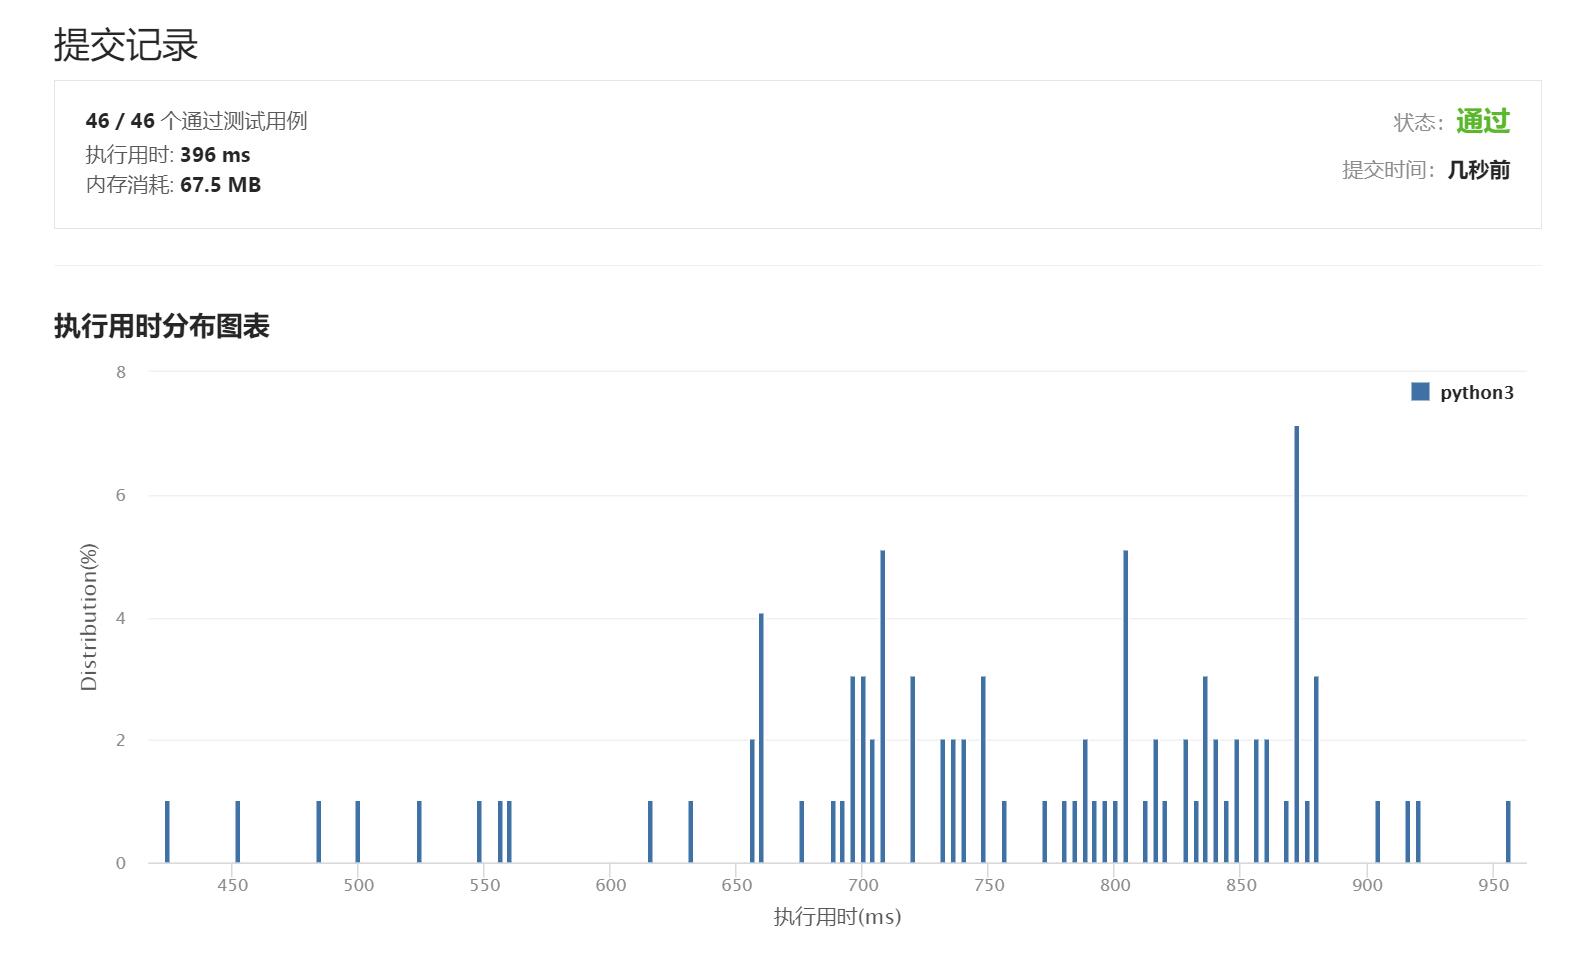 提交记录
46 / 46 个通过测试用例
状态：通过
执行用时: 396 ms
提交时间：几秒前
内存消耗: 67.5 MB
执行用时分布图表
8
python3
6
Distribution(%)
4
2
0
450 500 550 600 650 700 750 800 850 900 950
执行用时(ms)